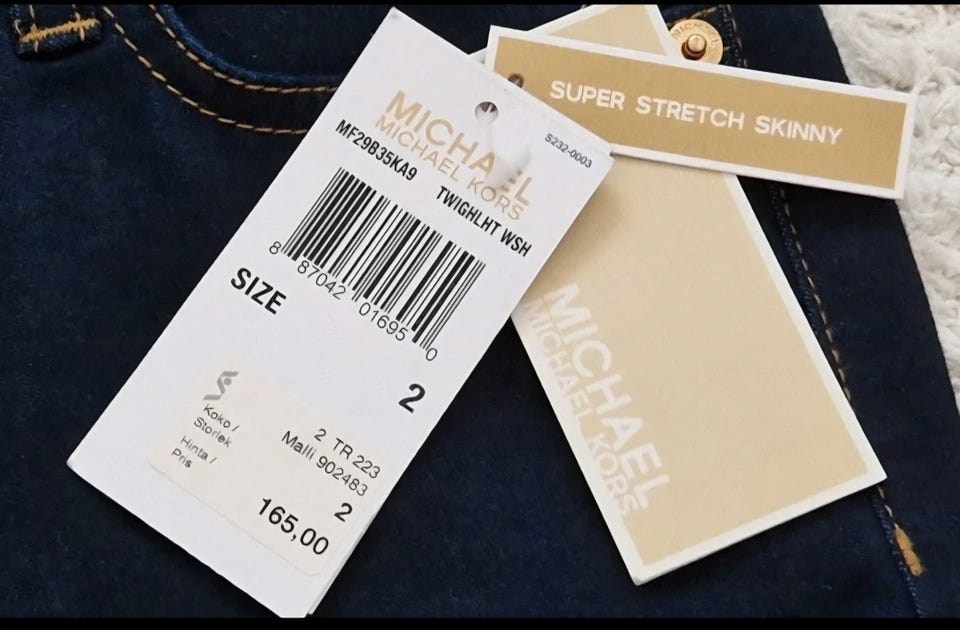 MICHAEL
MICHAEL KORS
S232-0003
MF29B35KA9 TWIGHLHT WSH
8 87042 01695 0
SIZE
2
Koko /
Storlek
2 TR 223
Malli 902483
Hinta /
Pris
2
165,00
SUPER STRETCH SKINNY
MICHAEL
MICHAEL KORS
MICHAEL